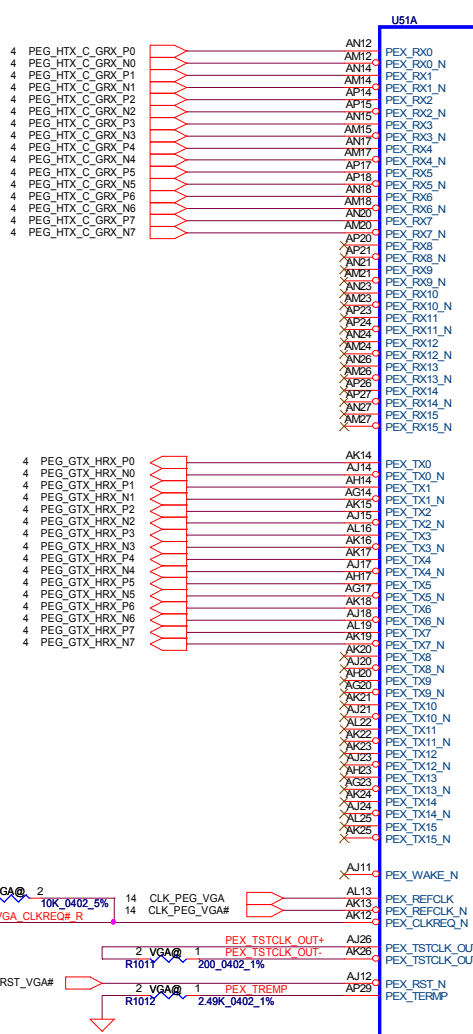 U51A
4 PEG_HTX_C_GRX_P0 AN12 PEX_RX0
4 PEG_HTX_C_GRX_N0 AM12 PEX_RX0_N
4 PEG_HTX_C_GRX_P1 AN14 PEX_RX1
4 PEG_HTX_C_GRX_N1 AM14 PEX_RX1_N
4 PEG_HTX_C_GRX_P2 AP14 PEX_RX2
4 PEG_HTX_C_GRX_N2 AP15 PEX_RX2_N
4 PEG_HTX_C_GRX_P3 AN15 PEX_RX3
4 PEG_HTX_C_GRX_N3 AM15 PEX_RX3_N
4 PEG_HTX_C_GRX_P4 AN17 PEX_RX4
4 PEG_HTX_C_GRX_N4 AM17 PEX_RX4_N
4 PEG_HTX_C_GRX_P5 AP17 PEX_RX5
4 PEG_HTX_C_GRX_N5 AP18 PEX_RX5_N
4 PEG_HTX_C_GRX_P6 AN18 PEX_RX6
4 PEG_HTX_C_GRX_N6 AM18 PEX_RX6_N
4 PEG_HTX_C_GRX_P7 AN20 PEX_RX7
4 PEG_HTX_C_GRX_N7 AM20 PEX_RX7_N
AP20 PEX_RX8
AP21 PEX_RX8_N
AN21 PEX_RX9
AM21 PEX_RX9_N
AN23 PEX_RX10
AM23 PEX_RX10_N
AP23 PEX_RX11
AP24 PEX_RX11_N
AN24 PEX_RX12
AM24 PEX_RX12_N
AN26 PEX_RX13
AM26 PEX_RX13_N
AP26 PEX_RX14
AP27 PEX_RX14_N
AN27 PEX_RX15
AM27 PEX_RX15_N
4 PEG_GTX_HRX_P0 AK14 PEX_TX0
4 PEG_GTX_HRX_N0 AJ14 PEX_TX0_N
4 PEG_GTX_HRX_P1 AH14 PEX_TX1
4 PEG_GTX_HRX_N1 AG14 PEX_TX1_N
4 PEG_GTX_HRX_P2 AK15 PEX_TX2
4 PEG_GTX_HRX_N2 AJ15 PEX_TX2_N
4 PEG_GTX_HRX_P3 AL16 PEX_TX3
4 PEG_GTX_HRX_N3 AK16 PEX_TX3_N
4 PEG_GTX_HRX_P4 AK17 PEX_TX4
4 PEG_GTX_HRX_N4 AJ17 PEX_TX4_N
4 PEG_GTX_HRX_P5 AH17 PEX_TX5
4 PEG_GTX_HRX_N5 AG17 PEX_TX5_N
4 PEG_GTX_HRX_P6 AK18 PEX_TX6
4 PEG_GTX_HRX_N6 AJ18 PEX_TX6_N
4 PEG_GTX_HRX_P7 AL19 PEX_TX7
4 PEG_GTX_HRX_N7 AK19 PEX_TX7_N
AK20 PEX_TX8
AJ20 PEX_TX8_N
AH20 PEX_TX9
AG20 PEX_TX9_N
AK21 PEX_TX10
AJ21 PEX_TX10_N
AL22 PEX_TX11
AK22 PEX_TX11_N
AK23 PEX_TX12
AJ23 PEX_TX12_N
AH23 PEX_TX13
AG23 PEX_TX13_N
AK24 PEX_TX14
AJ24 PEX_TX14_N
AL25 PEX_TX15
AK25 PEX_TX15_N
AJ11 PEX_WAKE_N
GA@ 2
10K_0402_5%
14 CLK_PEG_VGA AL13 PEX_REFCLK
14 CLK_PEG_VGA# AK13 PEX_REFCLK_N
VGA_CLKREQ#_R AK12 PEX_CLKREQ_N
PEX_TSTCLK_OUT+ AJ26 PEX_TSTCLK_OU
2 VGA@ 1 PEX_TSTCLK_OUT- AK26 PEX_TSTCLK_OU
R1011 200_0402_1%
RST_VGA# AJ12 PEX_RST_N
2 VGA@ 1 PEX_TREMP AP29 PEX_TERMP
R1012 2.49K_0402_1%